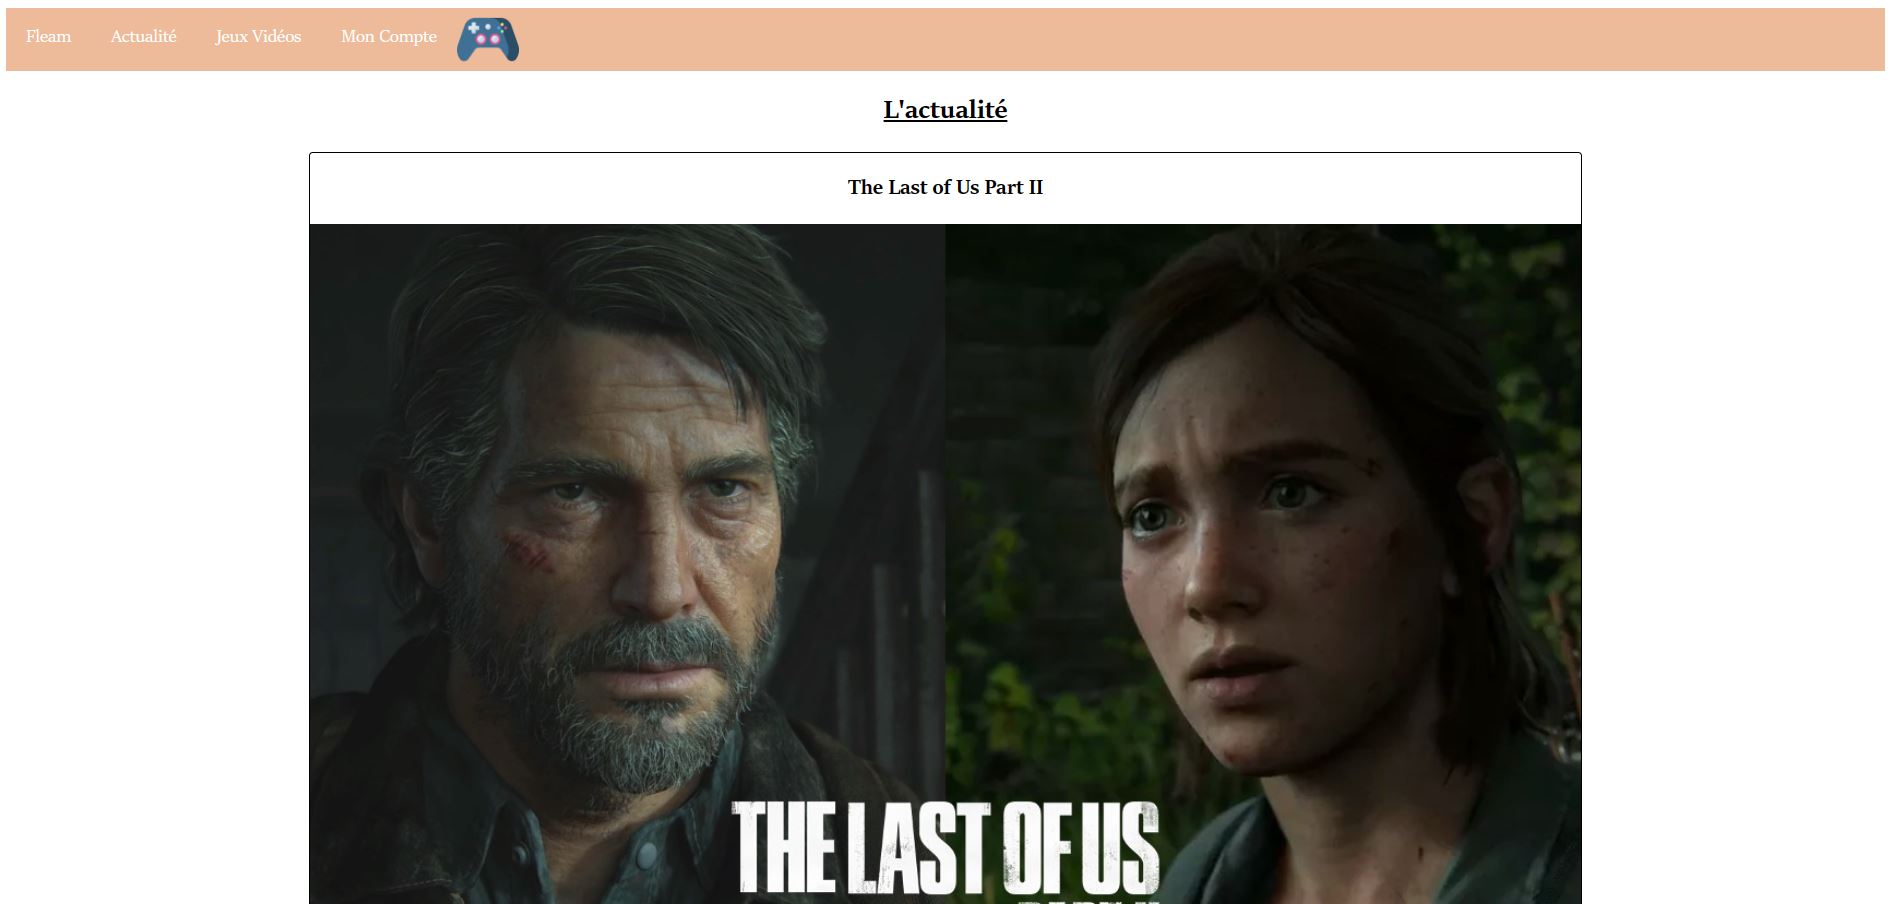 Fleam Actualité Jeux Vidéos Mon Compte
L'actualité
The Last of Us Part II
THE LAST OF US